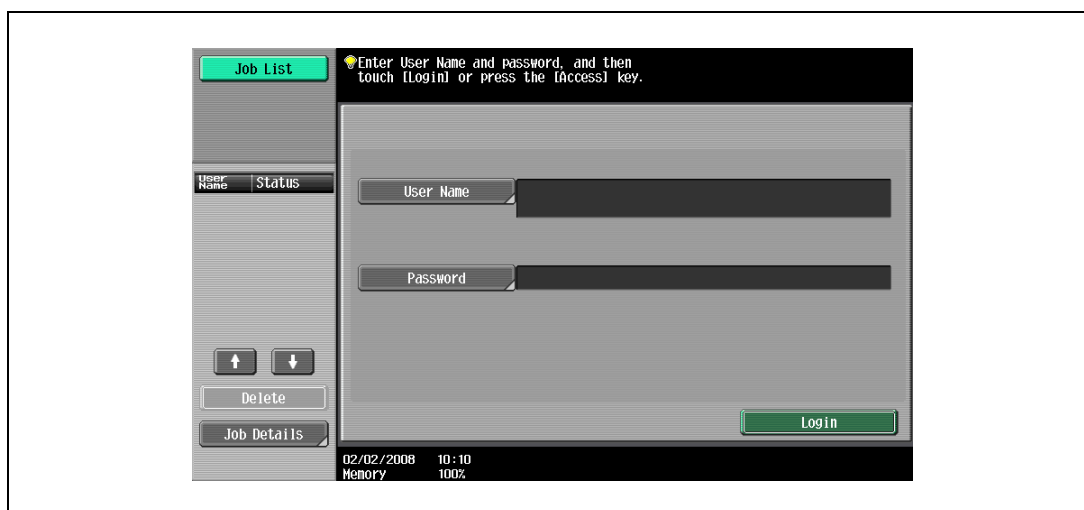 Job List
Enter User Name and password, and then
touch [Login] or press the [Access] key.
User Name
Status
User Name
Password
Delete
Job Details
Login
02/02/2008 10:10
Memory 100%